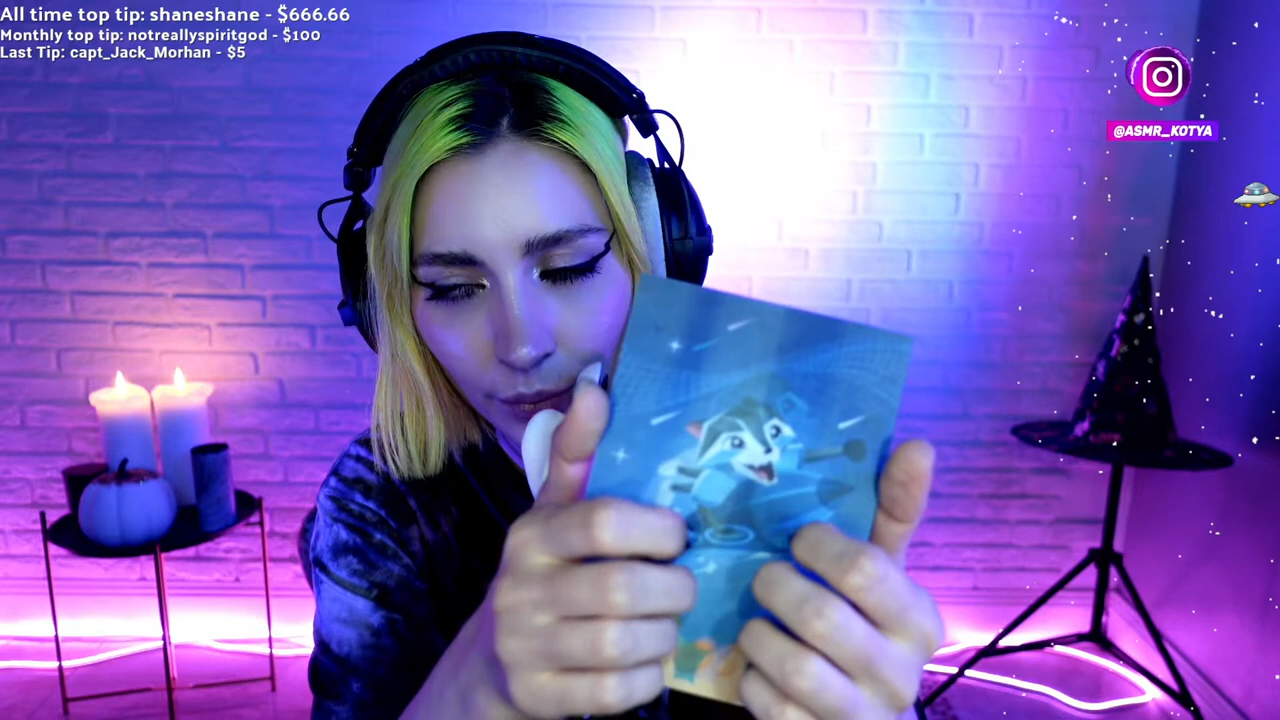 All time top tip: shaneshane - $666.66
Monthly top tip: notreallyspiritgod - $100
Last Tip: capt_Jack_Morhan - $5
@ASMR_KOTYA